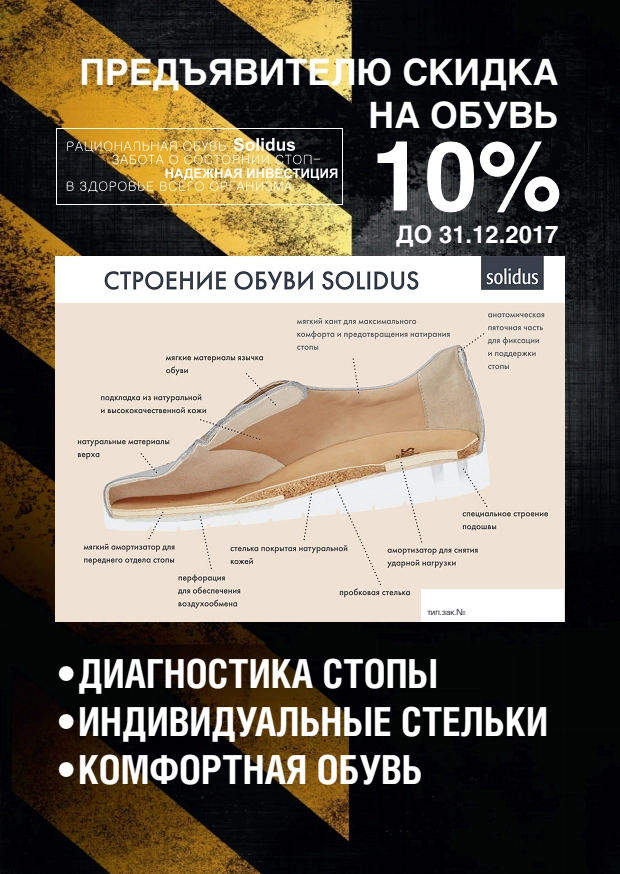 ПРЕДЪЯВИТЕЛЮ СКИДКА
НА ОБУВЬ
10%
ДО 31.12.2017
РАЦИОНАЛЬНАЯ ОБУВЬ Solidus
ЗАБОТА О СОСТОЯНИИ СТОП–
НАДЕЖНАЯ ИНВЕСТИЦИЯ
В ЗДОРОВЬЕ ВСЕГО ОРГАНИЗМА
СТРОЕНИЕ ОБУВИ SOLIDUS
solidus
анатомическая
пяточная часть
для фиксации
и поддержки
стопы
мягкий кант для максимального
комфорта и предотвращения натирания
стопы
мягкие материалы язычка
обуви
подкладка из натуральной
и высококачественной кожи
натуральные материалы
верха
специальное строение
подошвы
мягкий амортизатор для
переднего отдела стопы
стелька покрытая натуральной
кожей
амортизатор для снятия
ударной нагрузки
перфорация
для обеспечения
воздухообмена
пробковая стелька
тип.зак.№
•ДИАГНОСТИКА СТОПЫ
•ИНДИВИДУАЛЬНЫЕ СТЕЛЬКИ
•КОМФОРТНАЯ ОБУВЬ